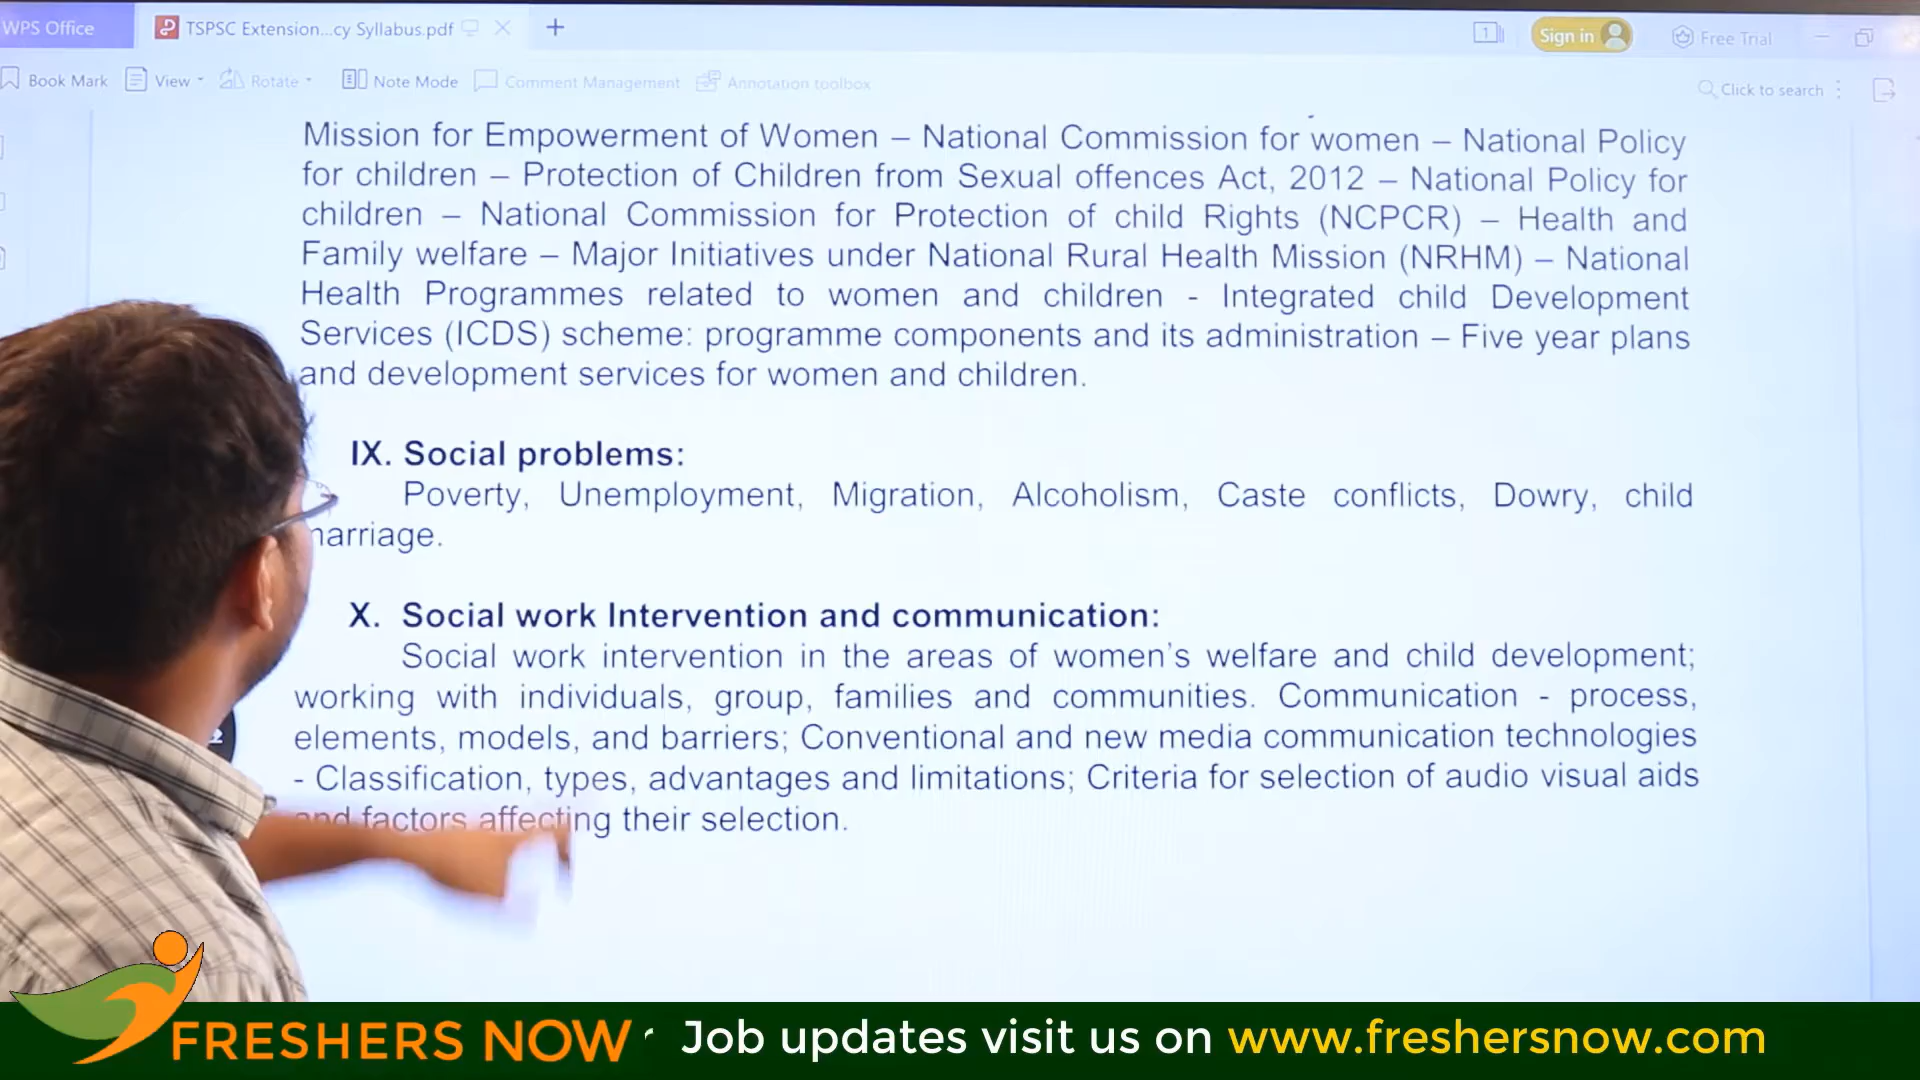 WPS Office
TSPSC Extension...cy Syllabus.pdf
1
Sign in
Free Trial
Book Mark
View
Rotate
Note Mode
Comment Management
Annotation toolbox
Click to search
Mission for Empowerment of Women – National Commission for women – National Policy
for children – Protection of Children from Sexual offences Act, 2012 – National Policy for
children – National Commission for Protection of child Rights (NCPCR) – Health and
Family welfare – Major Initiatives under National Rural Health Mission (NRHM) – National
Health Programmes related to women and children - Integrated child Development
Services (ICDS) scheme: programme components and its administration – Five year plans
and development services for women and children.
IX. Social problems:
Poverty, Unemployment, Migration, Alcoholism, Caste conflicts, Dowry, child
marriage.
X. Social work Intervention and communication:
Social work intervention in the areas of women's welfare and child development;
working with individuals, group, families and communities. Communication - process,
elements, models, and barriers; Conventional and new media communication technologies
- Classification, types, advantages and limitations; Criteria for selection of audio visual aids
and factors affecting their selection.
FRESHERS NOW
Job updates visit us on www.freshersnow.com